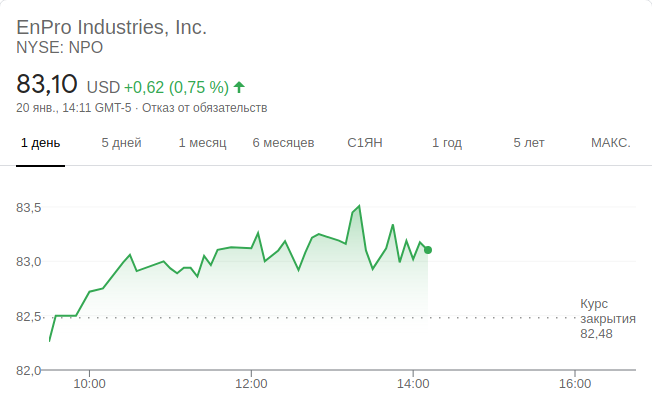 EnPro Industries, Inc.
NYSE: NPO
83,10 USD +0,62 (0,75 %)
20 янв., 14:11 GMT-5 · Отказ от обязательств
1 день 5 дней 1 месяц 6 месяцев С1ЯН 1 год 5 лет МАКС.
83,5
83,0
82,5
Курс
закрытия
82,48
82,0
10:00 12:00 14:00 16:00